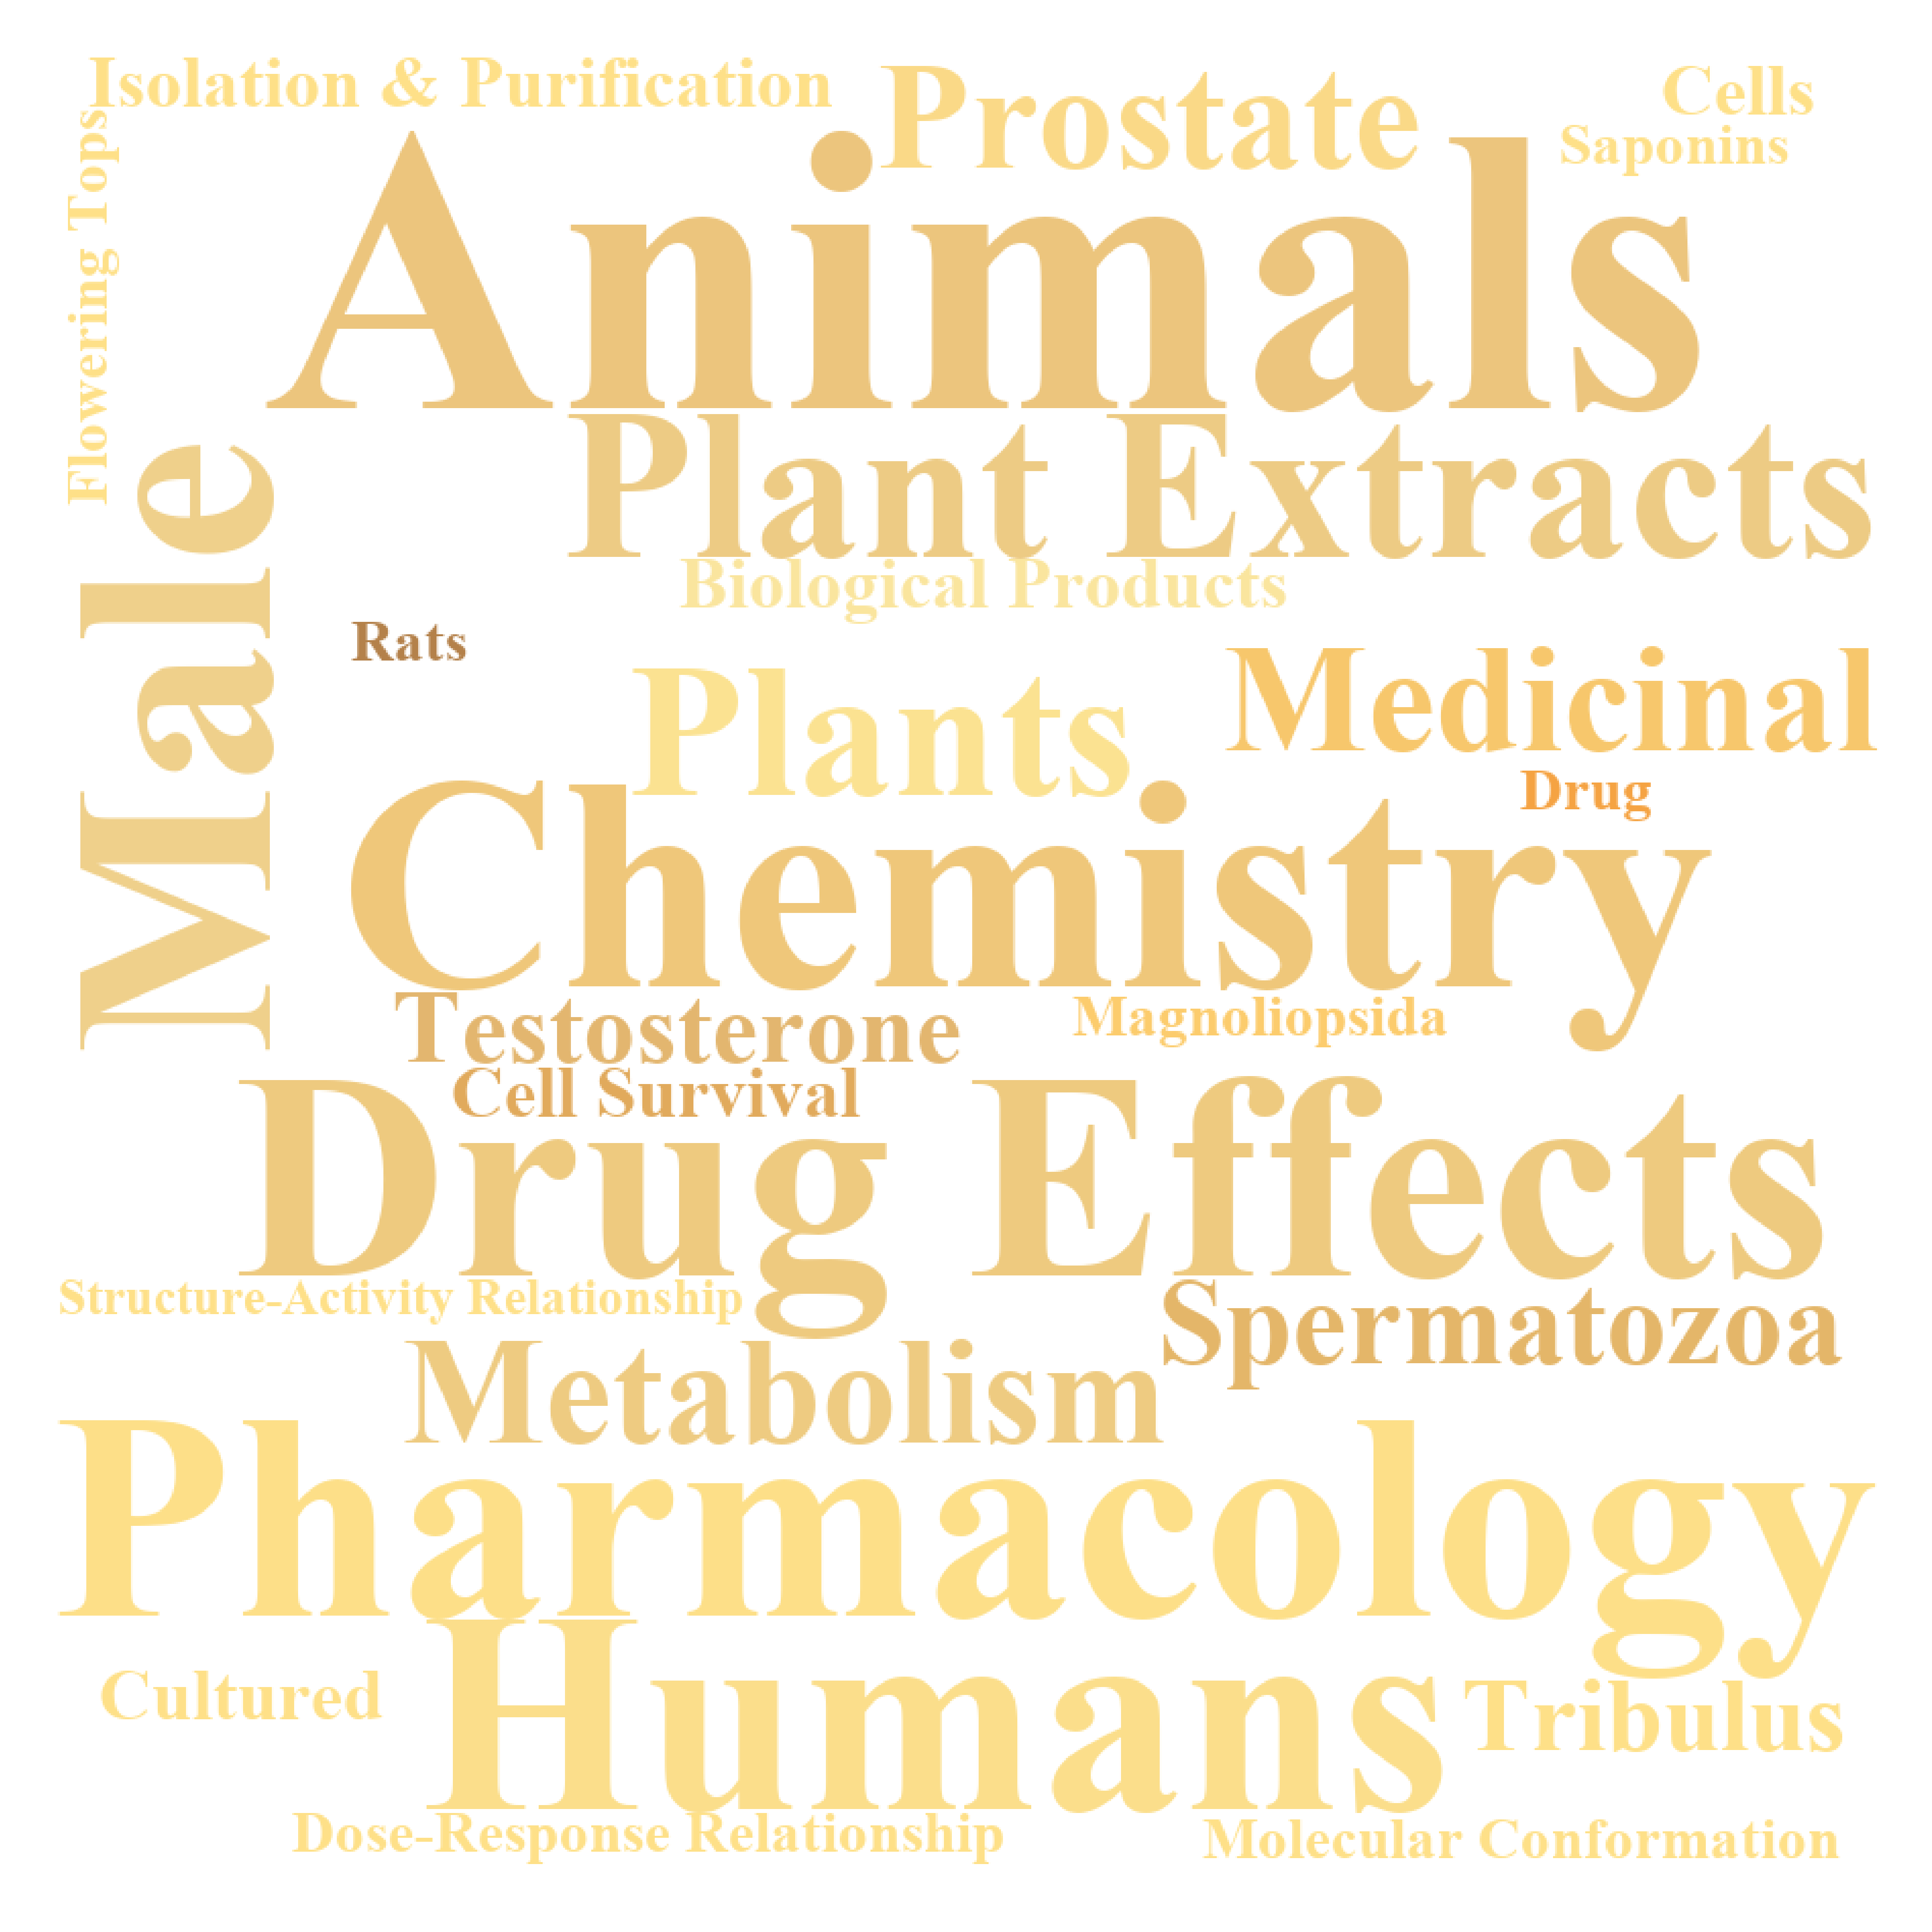 Isolation & Purification
Prostate
Cells
Saponins
Flowering Tops
Animals
Plant Extracts
Male
Biological Products
Rats
Plants
Medicinal
Drug
Chemistry
Testosterone
Magnoliopsida
Cell Survival
Drug Effects
Structure-Activity Relationship
Spermatozoa
Metabolism
Pharmacology
Humans
Cultured
Tribulus
Dose-Response Relationship
Molecular Conformation